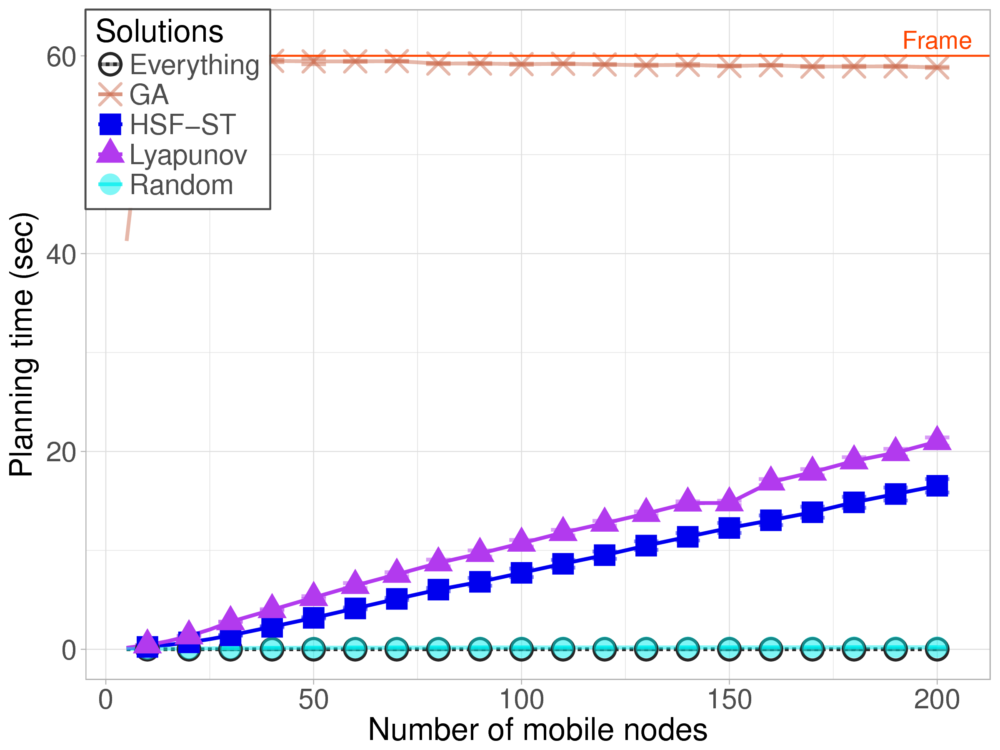 Solutions
Everything
GA
HSF−ST
Lyapunov
Random
Frame
Planning time (sec)
60
40
20
0
0 50 100 150 200
Number of mobile nodes